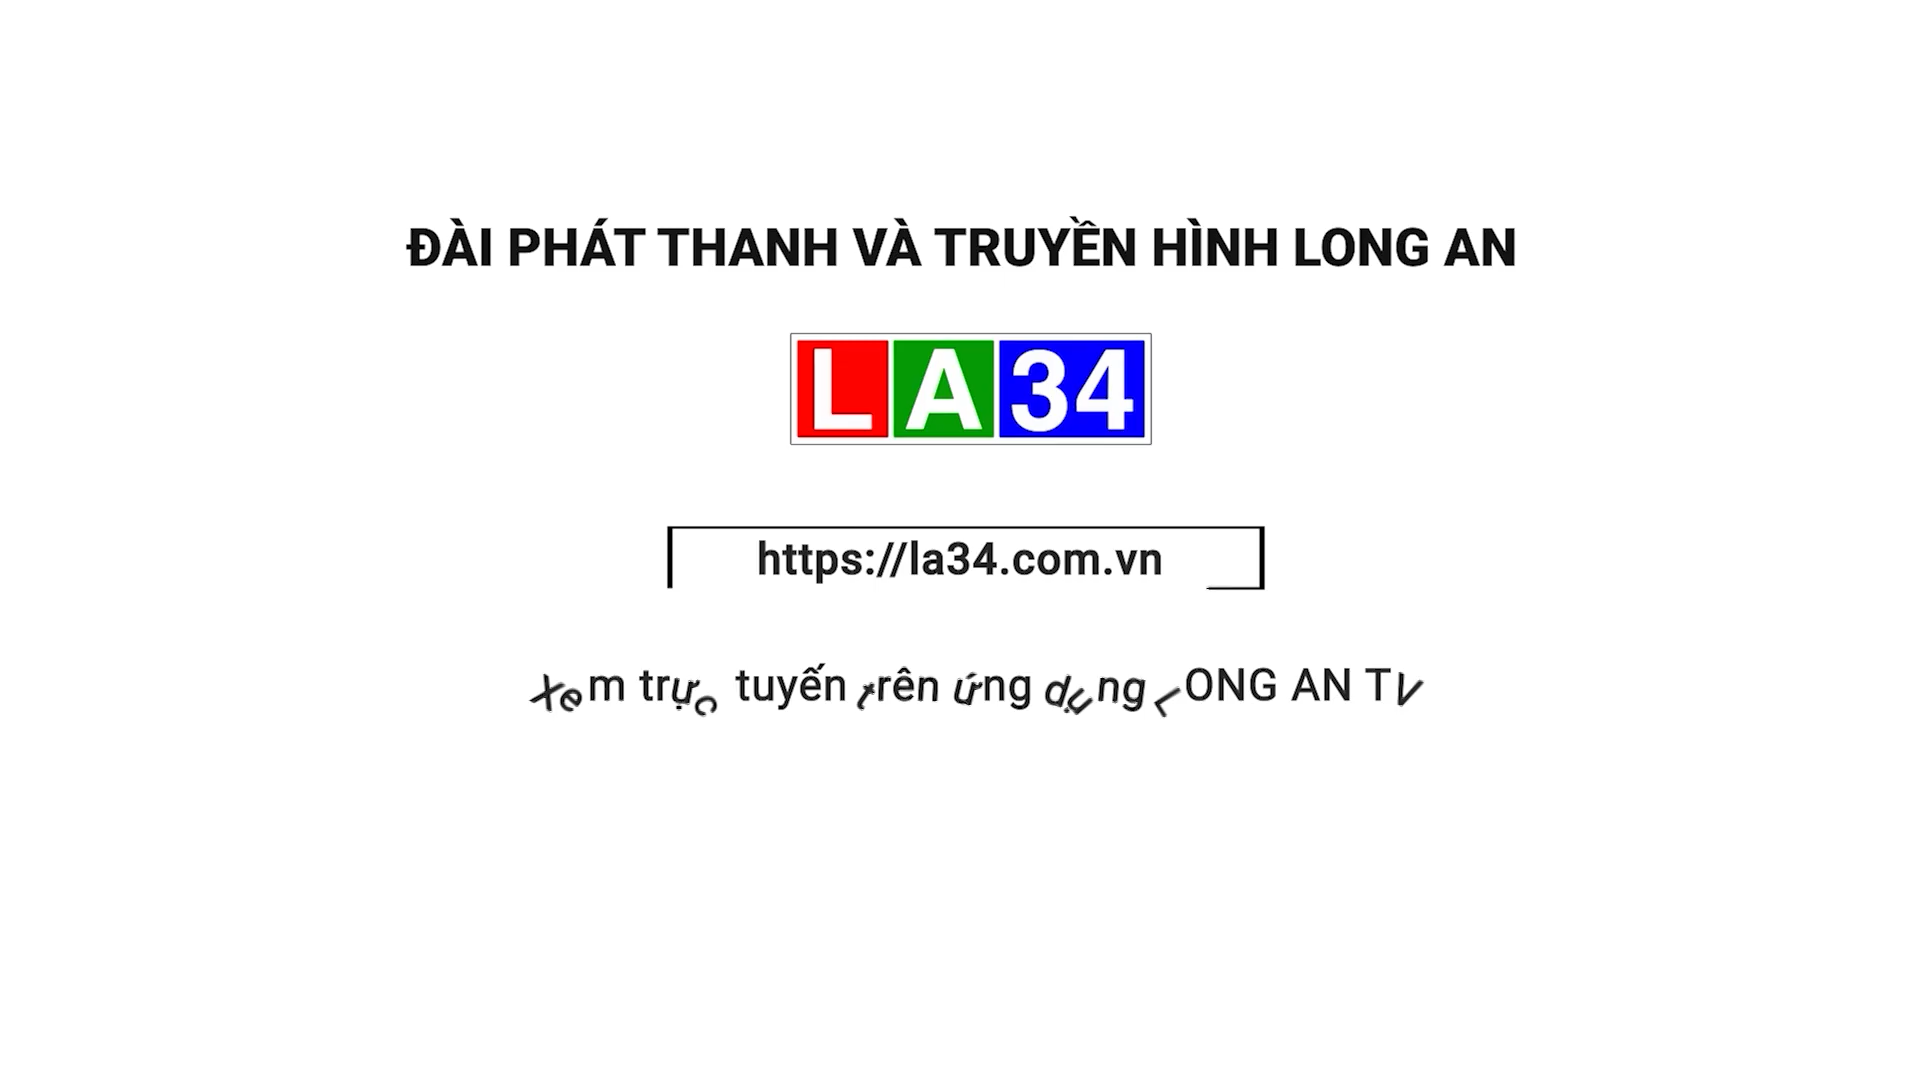 ĐÀI PHÁT THANH VÀ TRUYỀN HÌNH LONG AN
LA34
https://la34.com.vn
Xem trực tuyến trên ứng dụng LONG AN TV